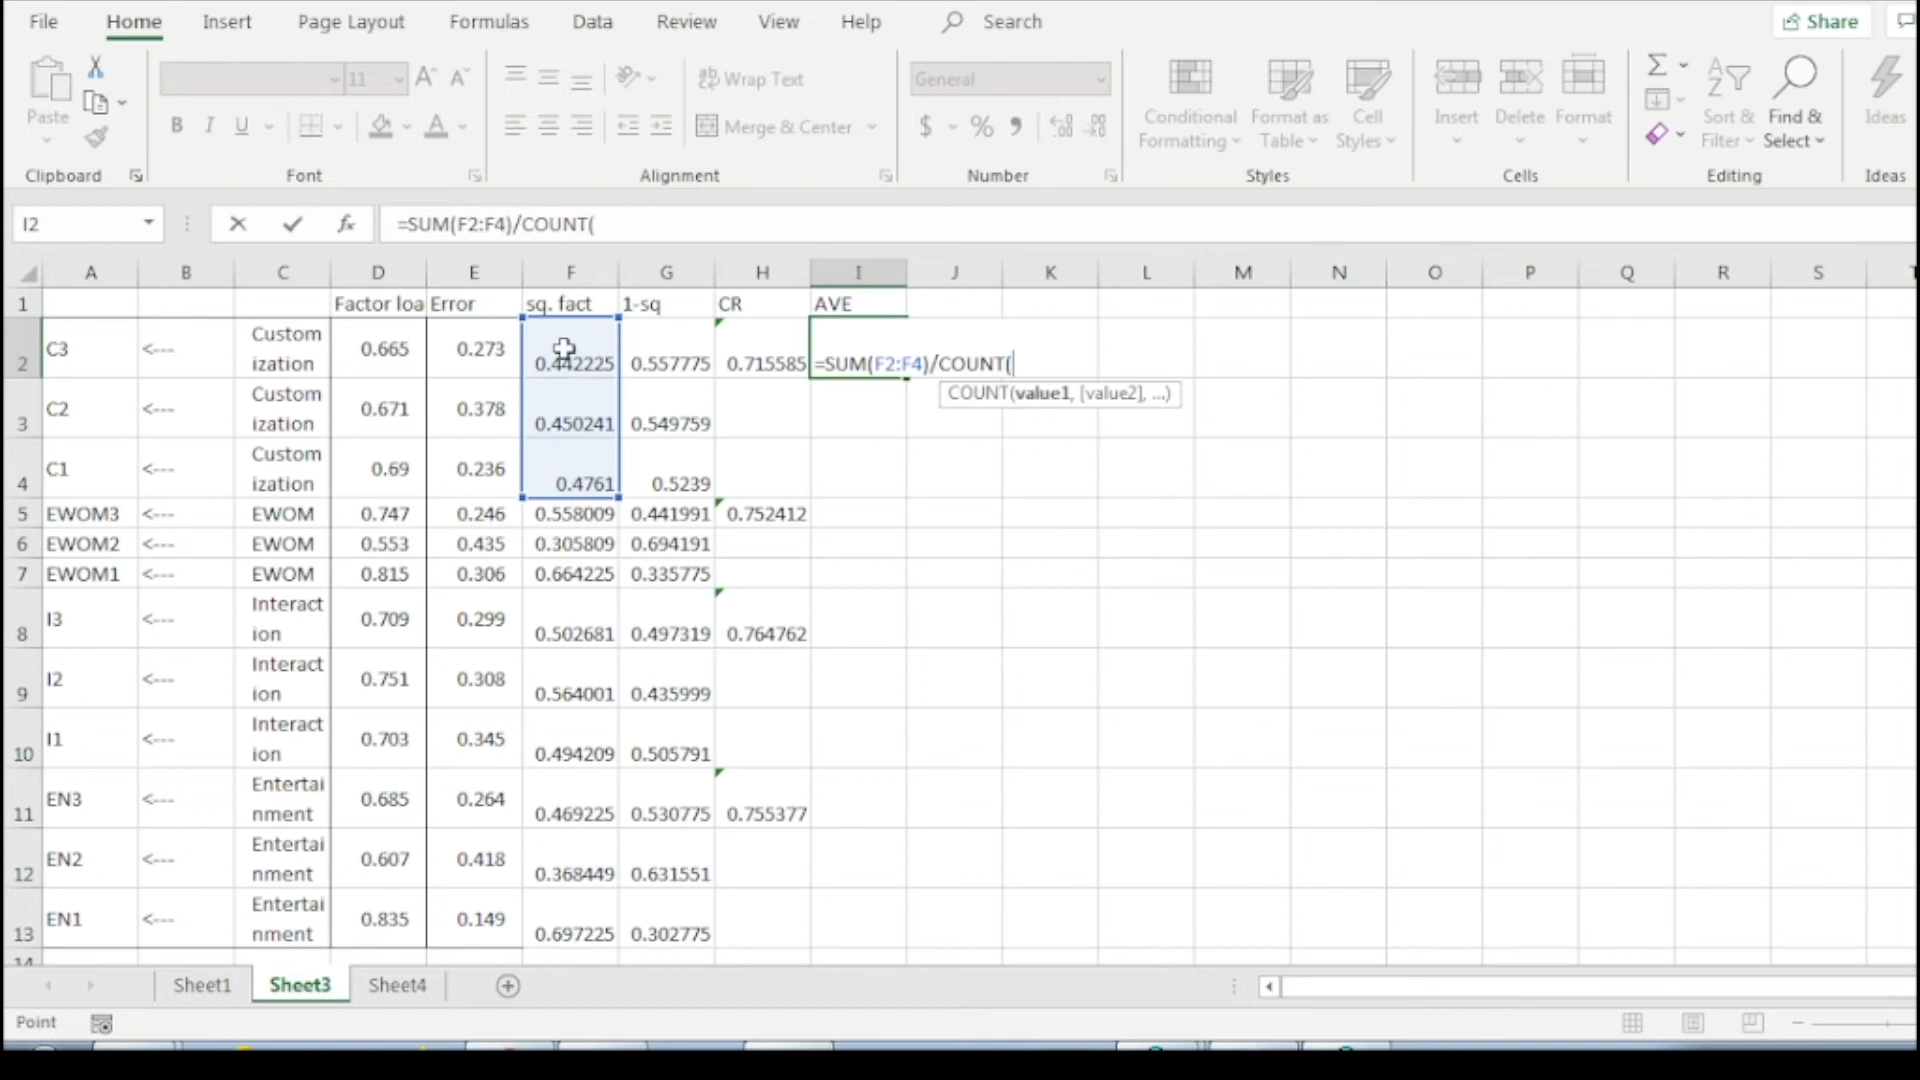 File Home Insert Page Layout Formulas Data Review View Help Search Share
Paste
11
Wrap Text
General
Conditional Formatting
Format as Table
Cell Styles
Insert Delete Format
Sort & Filter
Find & Select
Ideas
B I U
Merge & Center
$ % ,
Clipboard Font Alignment Number Styles Cells Editing Ideas
I2 fx =SUM(F2:F4)/COUNT(
A B C D E F G H I J K L M N O P Q R S
1 Factor loa Error sq. fact 1-sq CR AVE
2 C3 <--- Custom ization 0.665 0.273 0.442225 0.557775 0.715585 =SUM(F2:F4)/COUNT(
COUNT(value1, [value2], ...)
3 C2 <--- Custom ization 0.671 0.378 0.450241 0.549759
4 C1 <--- Custom ization 0.69 0.236 0.4761 0.5239
5 EWOM3 <--- EWOM 0.747 0.246 0.558009 0.441991 0.752412
6 EWOM2 <--- EWOM 0.553 0.435 0.305809 0.694191
7 EWOM1 <--- EWOM 0.815 0.306 0.664225 0.335775
8 I3 <--- Interact ion 0.709 0.299 0.502681 0.497319 0.764762
9 I2 <--- Interact ion 0.751 0.308 0.564001 0.435999
10 I1 <--- Interact ion 0.703 0.345 0.494209 0.505791
11 EN3 <--- Entertai nment 0.685 0.264 0.469225 0.530775 0.755377
12 EN2 <--- Entertai nment 0.607 0.418 0.368449 0.631551
13 EN1 <--- Entertai nment 0.835 0.149 0.697225 0.302775
14
Sheet1 Sheet3 Sheet4
Point